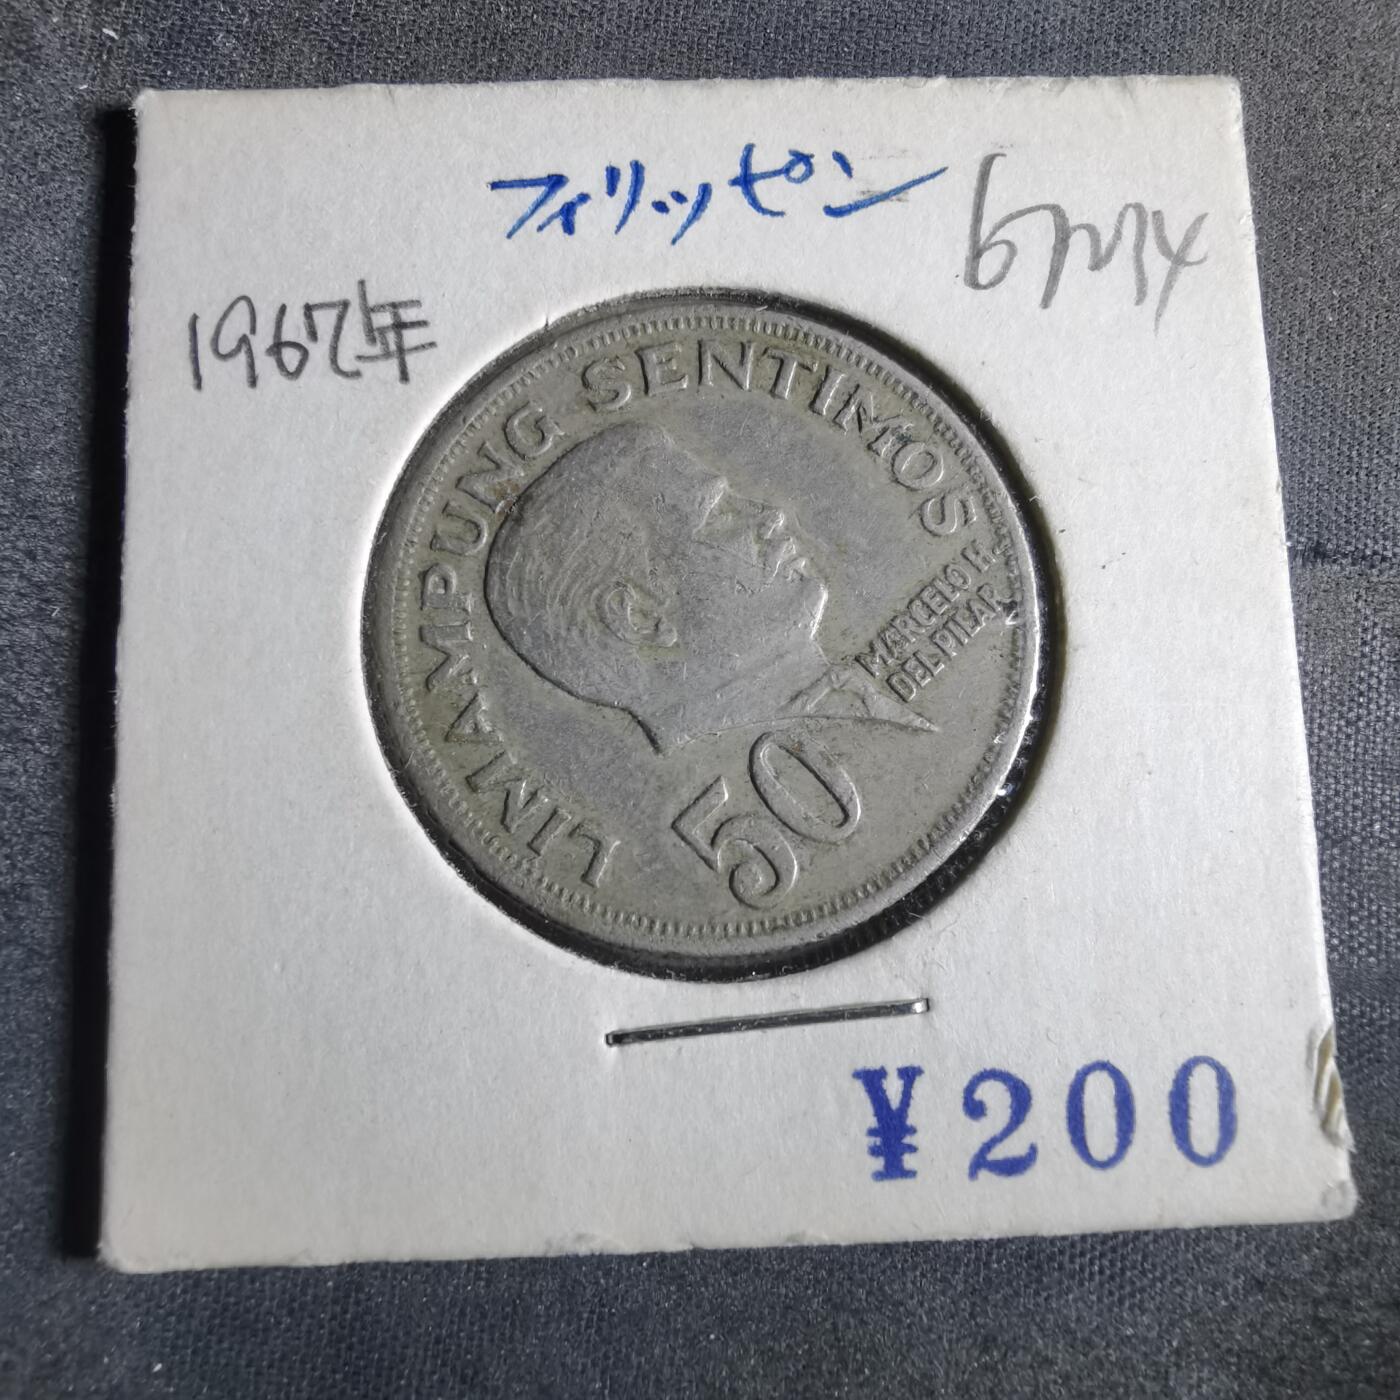 フィリッピン
1967年
LIMAMPUNG SENTIMOS
MARCELO H.
DEL PILAR
50
¥200